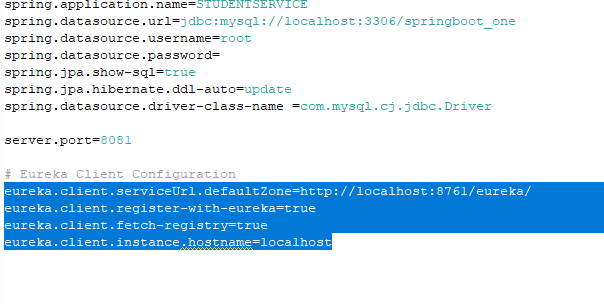 spring.application.name=STUDENTSERVICE
spring.datasource.url=jdbc:mysql://localhost:3306/springboot_one
spring.datasource.username=root
spring.datasource.password=
spring.jpa.show-sql=true
spring.jpa.hibernate.ddl-auto=update
spring.datasource.driver-class-name =com.mysql.cj.jdbc.Driver
server.port=8081
# Eureka Client Configuration
eureka.client.serviceUrl.defaultZone=http://localhost:8761/eureka/
eureka.client.register-with-eureka=true
eureka.client.fetch-registry=true
eureka.client.instance.hostname=localhost